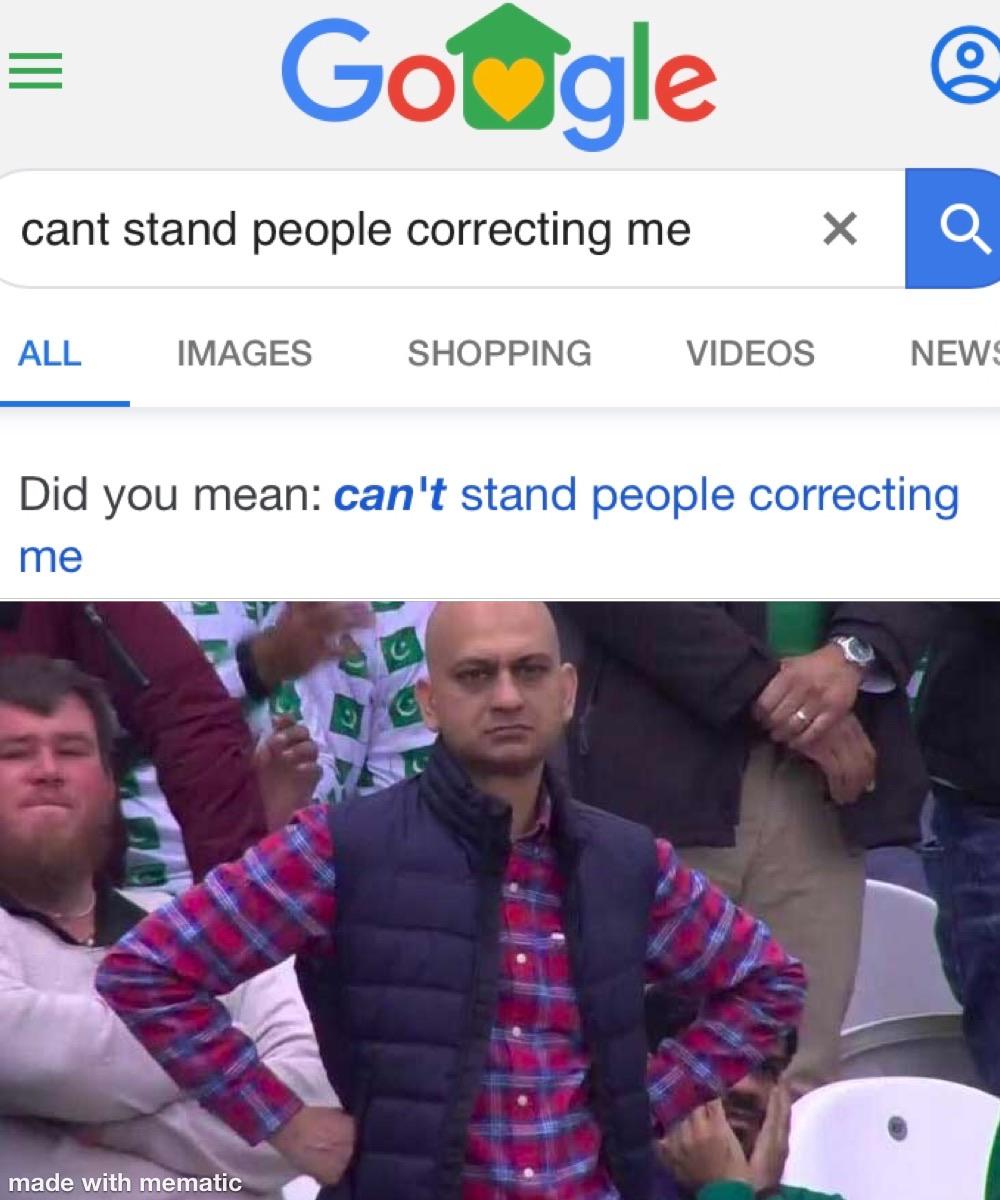 Google
cant stand people correcting me
ALL IMAGES SHOPPING VIDEOS NEWS
Did you mean: can't stand people correcting
me
made with mematic